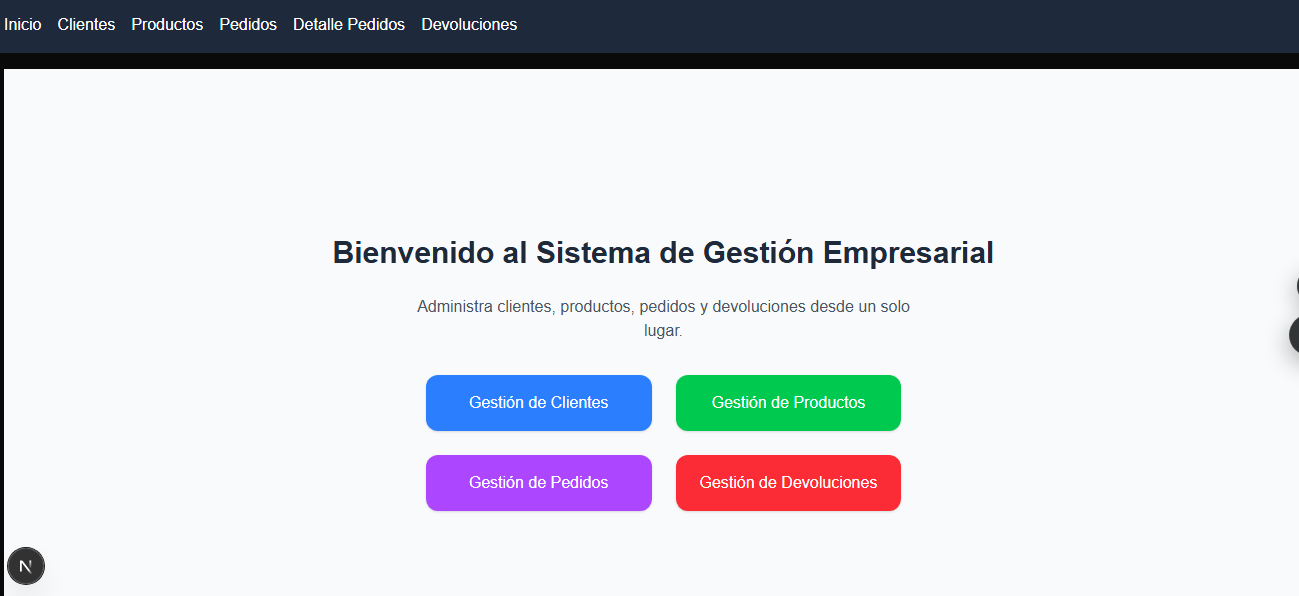 Inicio Clientes Productos Pedidos Detalle Pedidos Devoluciones
Bienvenido al Sistema de Gestión Empresarial
Administra clientes, productos, pedidos y devoluciones desde un solo
lugar.
Gestión de Clientes Gestión de Productos
Gestión de Pedidos Gestión de Devoluciones
N